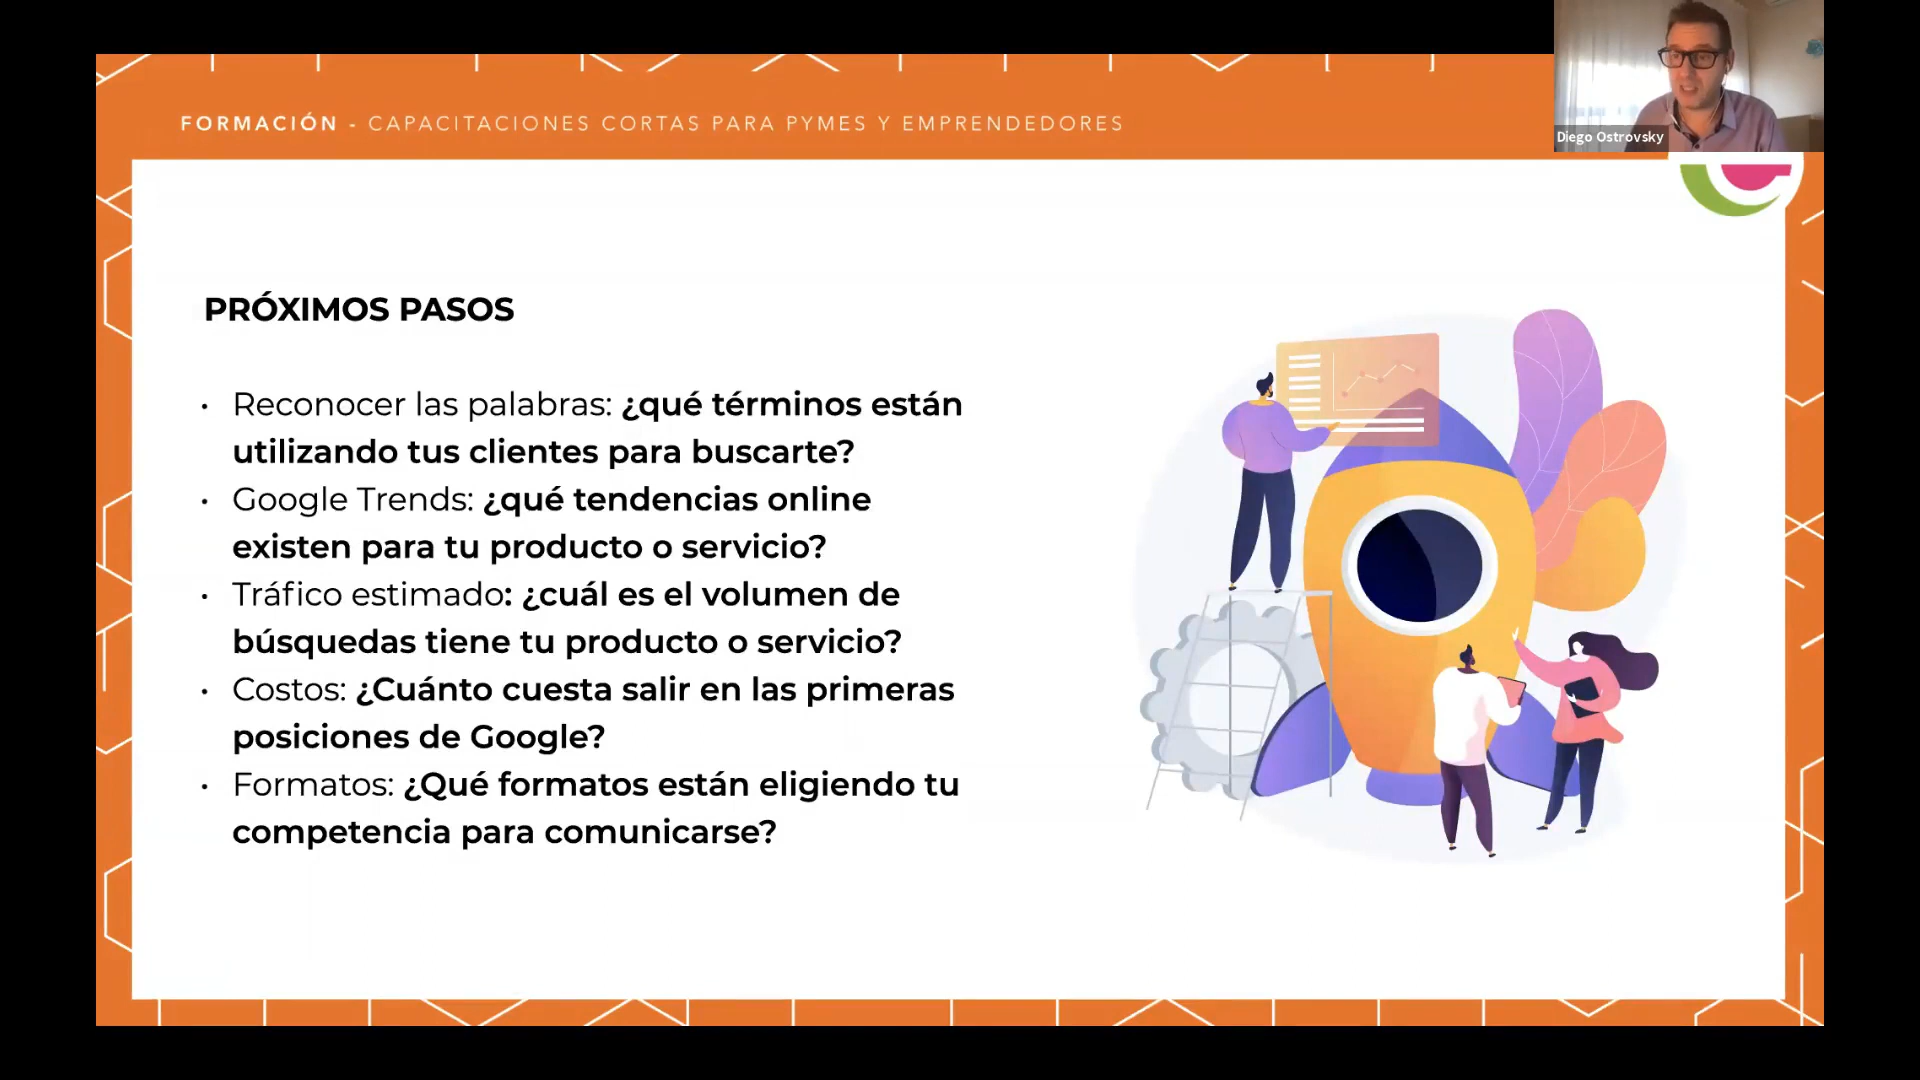 FORMACIÓN - CAPACITACIONES CORTAS PARA PYMES Y EMPRENDEDORES
Diego Ostrovsky
PRÓXIMOS PASOS
• Reconocer las palabras: ¿qué términos están
utilizando tus clientes para buscarte?
• Google Trends: ¿qué tendencias online
existen para tu producto o servicio?
• Tráfico estimado: ¿cuál es el volumen de
búsquedas tiene tu producto o servicio?
• Costos: ¿Cuánto cuesta salir en las primeras
posiciones de Google?
• Formatos: ¿Qué formatos están eligiendo tu
competencia para comunicarse?